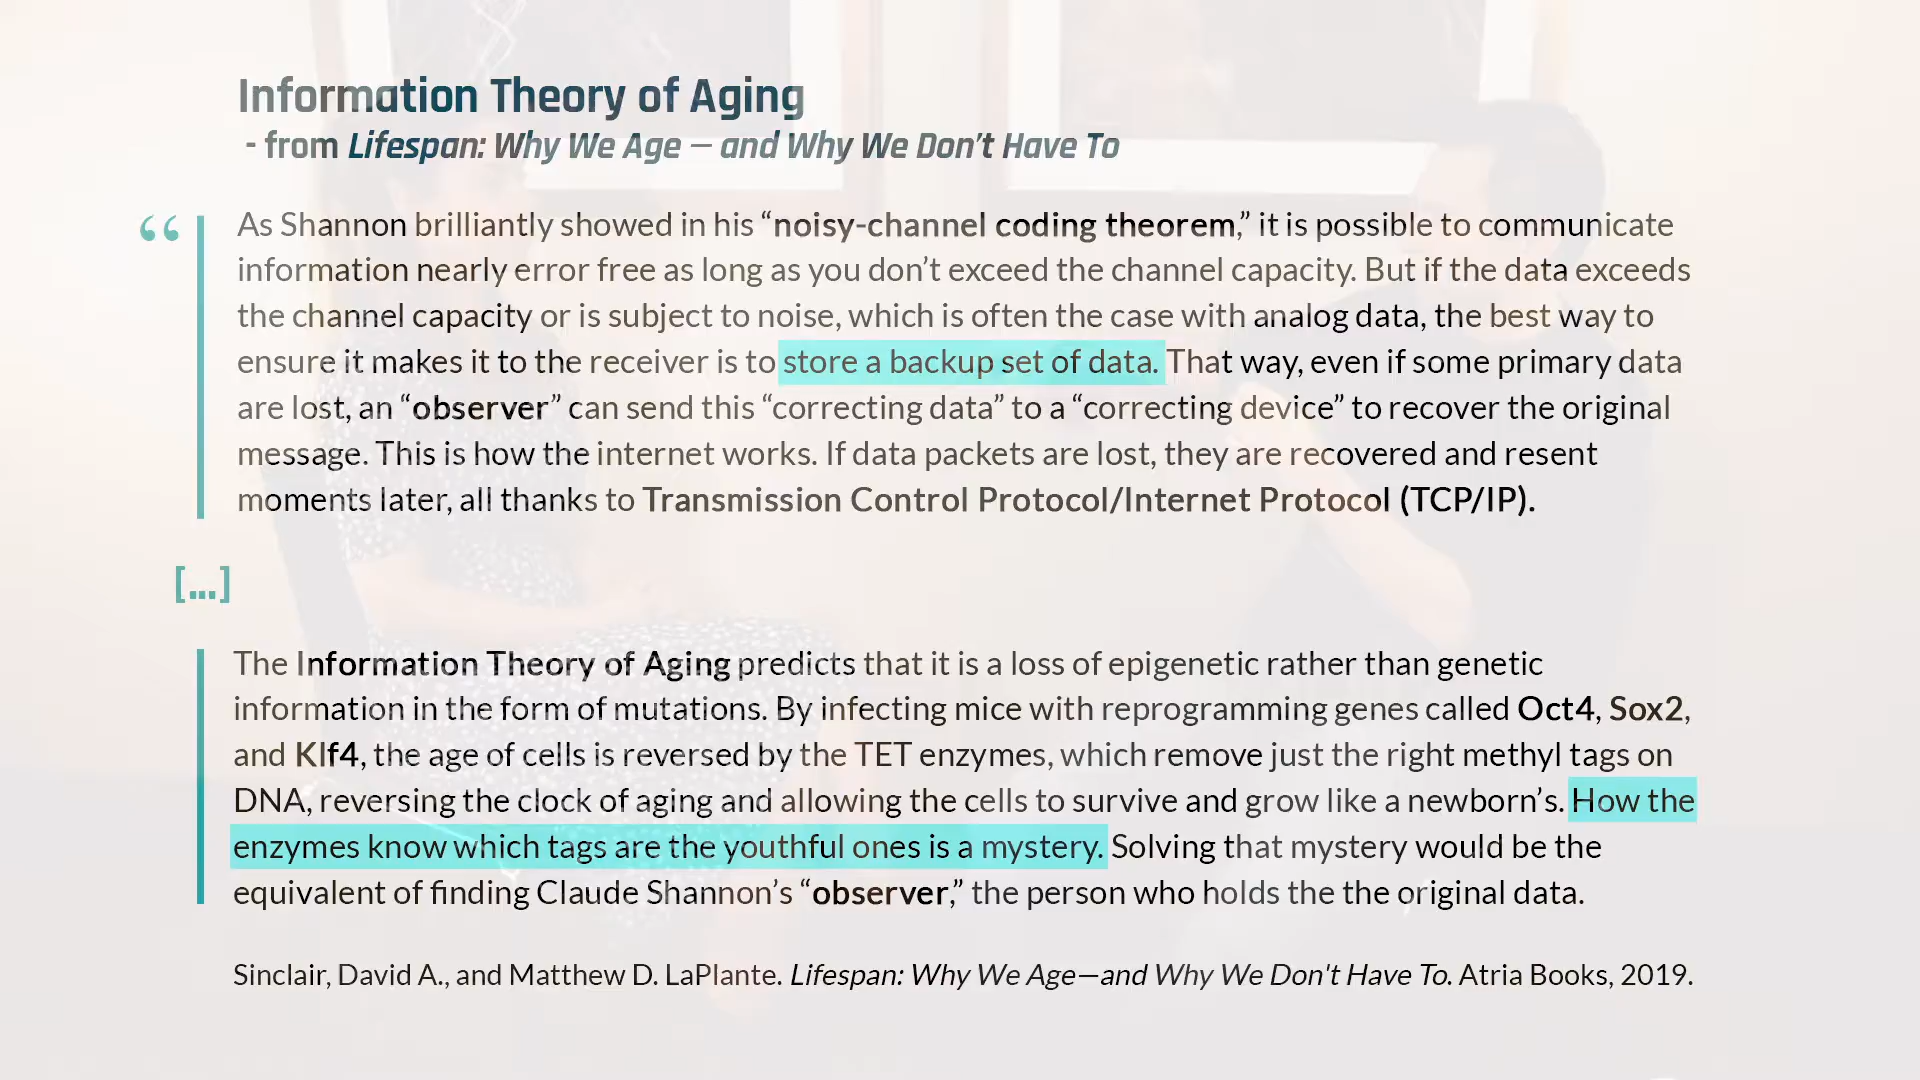 Information Theory of Aging
- from Lifespan: Why We Age – and Why We Don’t Have To
“
As Shannon brilliantly showed in his “noisy-channel coding theorem,” it is possible to communicate
information nearly error free as long as you don’t exceed the channel capacity. But if the data exceeds
the channel capacity or is subject to noise, which is often the case with analog data, the best way to
ensure it makes it to the receiver is to store a backup set of data. That way, even if some primary data
are lost, an “observer” can send this “correcting data” to a “correcting device” to recover the original
message. This is how the internet works. If data packets are lost, they are recovered and resent
moments later, all thanks to Transmission Control Protocol/Internet Protocol (TCP/IP).
[...]
The Information Theory of Aging predicts that it is a loss of epigenetic rather than genetic
information in the form of mutations. By infecting mice with reprogramming genes called Oct4, Sox2,
and Klf4, the age of cells is reversed by the TET enzymes, which remove just the right methyl tags on
DNA, reversing the clock of aging and allowing the cells to survive and grow like a newborn’s. How the
enzymes know which tags are the youthful ones is a mystery. Solving that mystery would be the
equivalent of finding Claude Shannon’s “observer,” the person who holds the the original data.
Sinclair, David A., and Matthew D. LaPlante. Lifespan: Why We Age—and Why We Don't Have To. Atria Books, 2019.